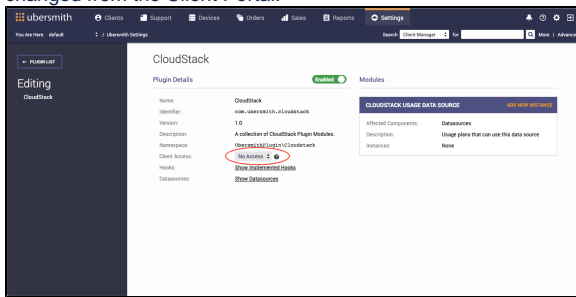 changed from the Client Portal.
ubersmith Clients Support Devices Orders Sales Reports Settings
You Are Here: default / Ubersmith Settings Search Client Manager for More | Advance
← PLUGIN LIST
Editing
CloudStack
CloudStack
Plugin Details Enabled
Name: CloudStack
Identifier: com.ubersmith.cloudstack
Version: 1.0
Description: A collection of CloudStack Plugin Modules.
Namespace: UbersmithPlugin\Cloudstack
Client Access: No Access
Hooks: Show Implemented Hooks
Datasources: Show Datasources
Modules
CLOUDSTACK USAGE DATA SOURCE ADD NEW INSTANCE
Affected Components: Datasources
Description: Usage plans that can use this data source
Instances: None